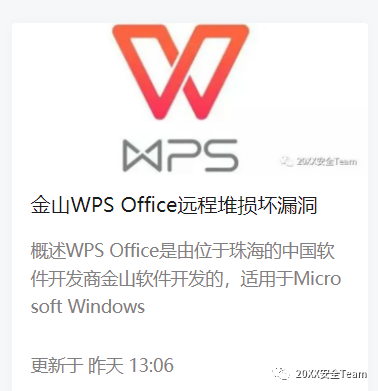 WPS
20XX安全Team
金山WPS Office远程堆损坏漏洞
概述WPS Office是由位于珠海的中国软
件开发商金山软件开发的，适用于Micro
soft Windows
更新于 昨天 13:06
20XX安全Team